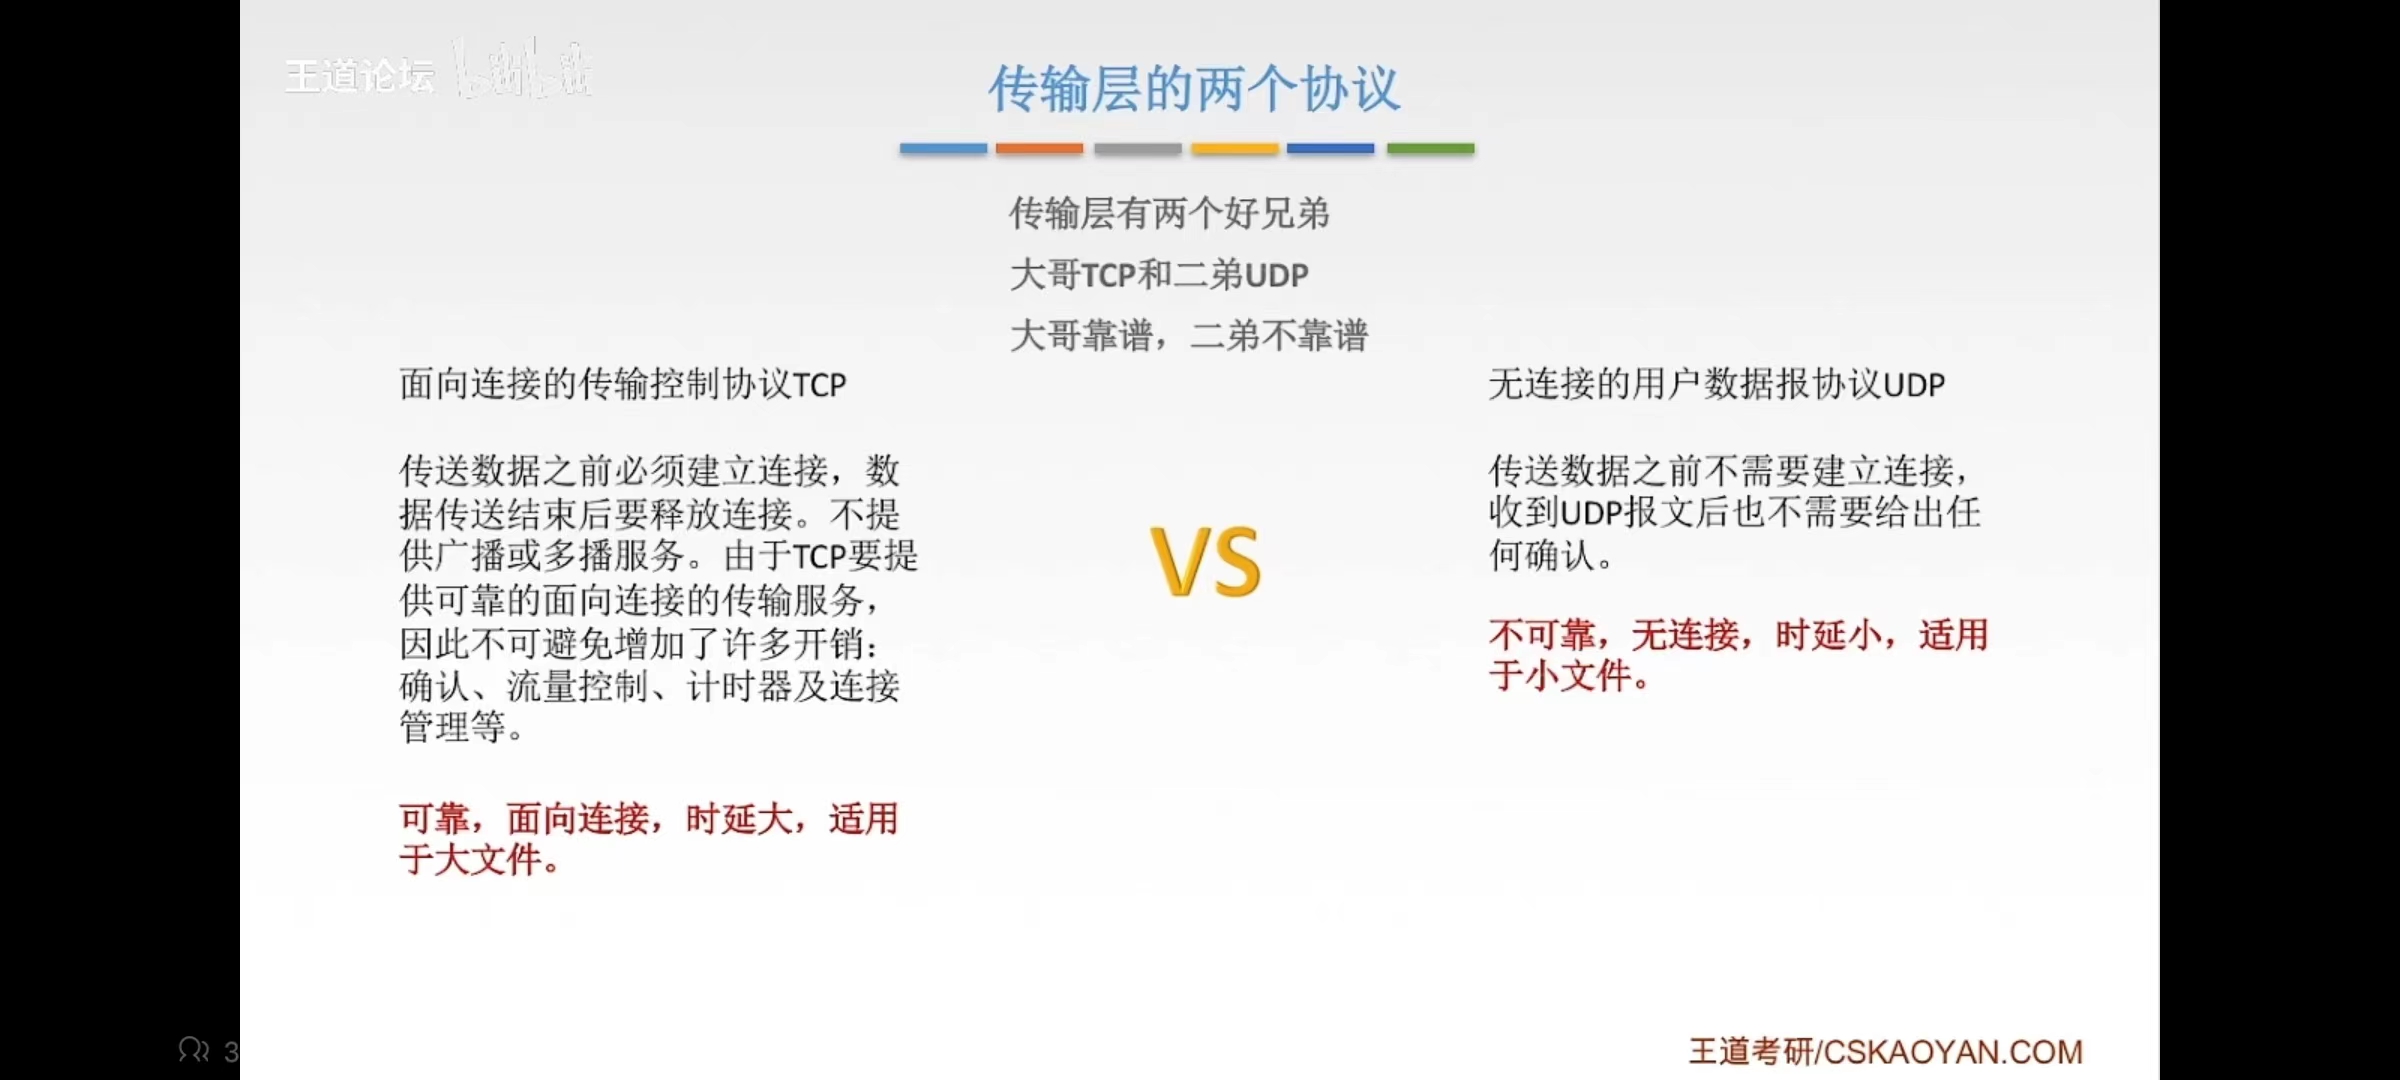 王道论坛 bilibili
传输层的两个协议
传输层有两个好兄弟
大哥TCP和二弟UDP
大哥靠谱，二弟不靠谱
面向连接的传输控制协议TCP
传送数据之前必须建立连接，数
据传送结束后要释放连接。不提
供广播或多播服务。由于TCP要提
供可靠的面向连接的传输服务，
因此不可避免增加了许多开销：
确认、流量控制、计时器及连接
管理等。
可靠，面向连接，时延大，适用
于大文件。
VS
无连接的用户数据报协议UDP
传送数据之前不需要建立连接，
收到UDP报文后也不需要给出任
何确认。
不可靠，无连接，时延小，适用
于小文件。
3
王道考研/CSKAOYAN.COM